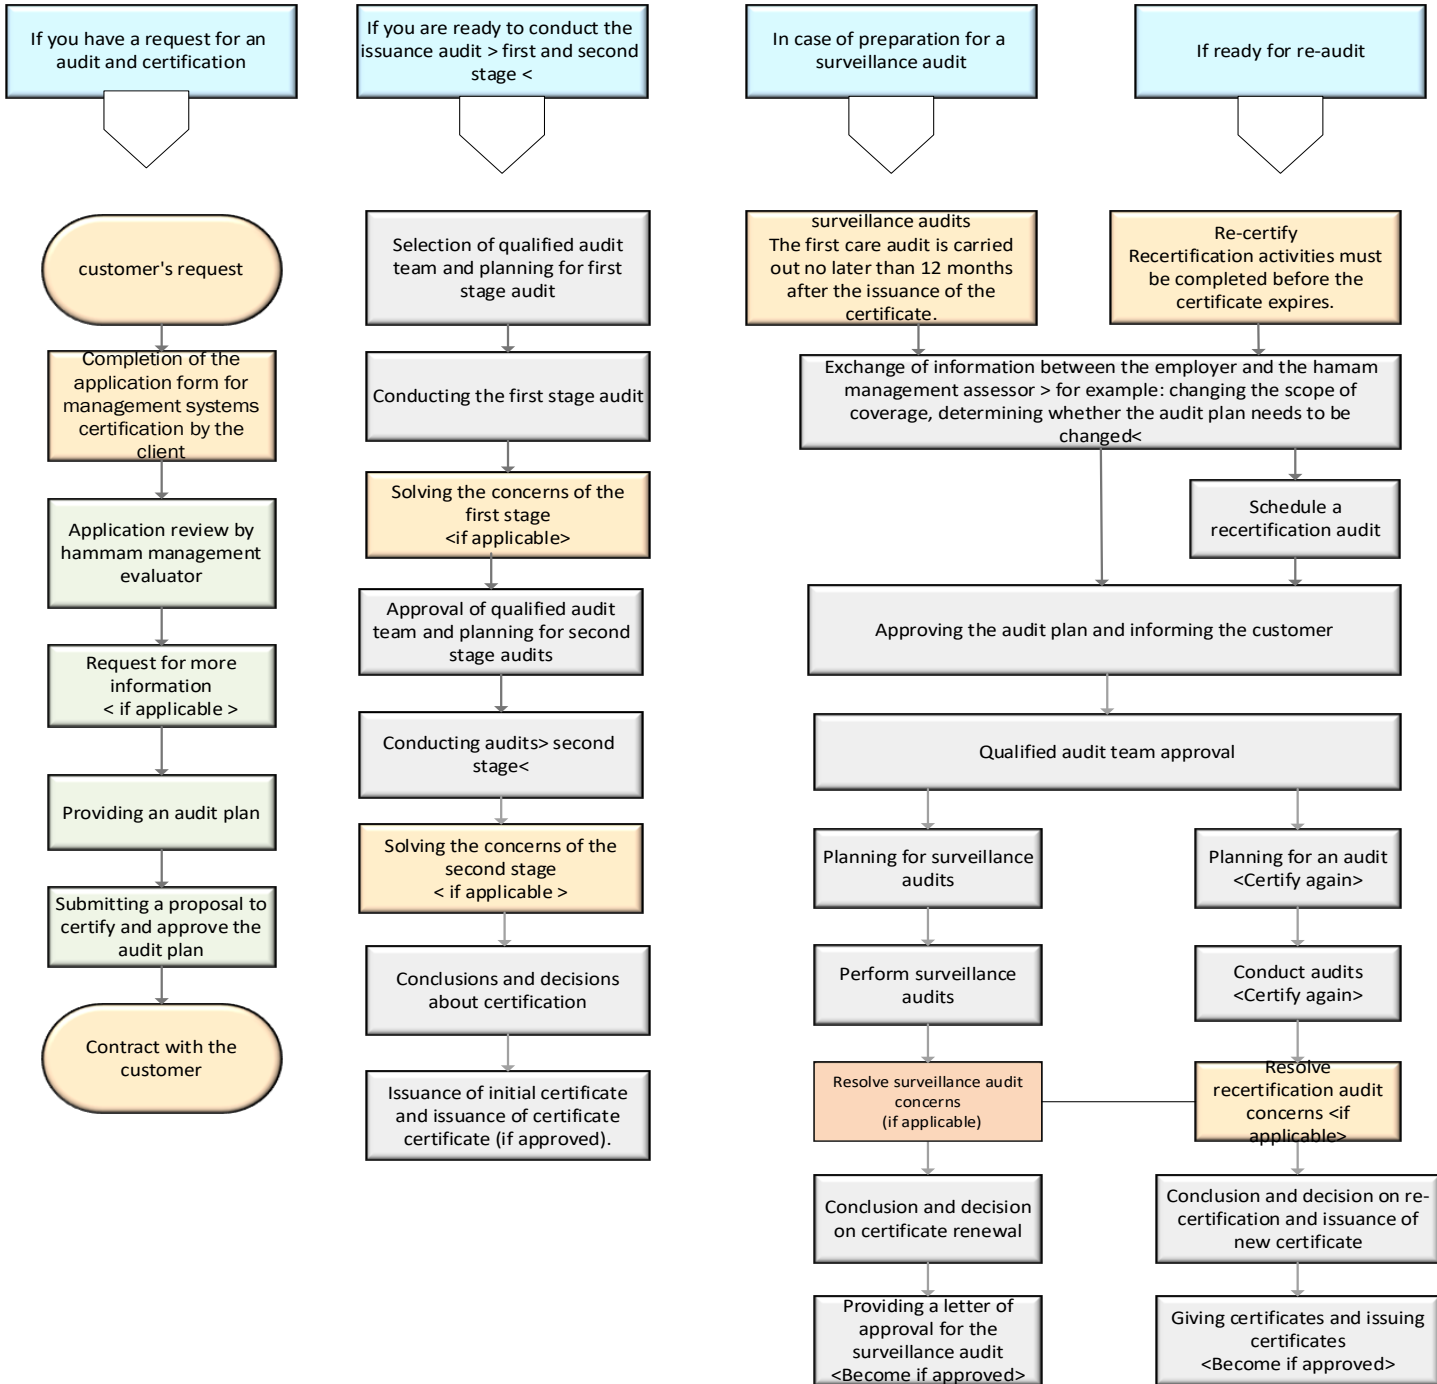 If you have a request for an
audit and certification
If you are ready to conduct the
issuance audit > first and second
stage <
In case of preparation for a
surveillance audit
If ready for re-audit
customer's request
Completion of the
application form for
management systems
certification by the
client
Application review by
hammam management
evaluator
Request for more
information
< if applicable >
Providing an audit plan
Submitting a proposal to
certify and approve the
audit plan
Contract with the
customer
Selection of qualified audit
team and planning for first
stage audit
Conducting the first stage audit
Solving the concerns of the
first stage
<if applicable>
Approval of qualified audit
team and planning for second
stage audits
Conducting audits> second
stage<
Solving the concerns of the
second stage
< if applicable >
Conclusions and decisions
about certification
Issuance of initial certificate
and issuance of certificate
certificate (if approved).
surveillance audits
The first care audit is carried
out no later than 12 months
after the issuance of the
certificate.
Re-certify
Recertification activities must
be completed before the
certificate expires.
Exchange of information between the employer and the hamam
management assessor > for example: changing the scope of
coverage, determining whether the audit plan needs to be
changed<
Schedule a
recertification audit
Approving the audit plan and informing the customer
Qualified audit team approval
Planning for surveillance
audits
Perform surveillance
audits
Resolve surveillance audit
concerns
(if applicable)
Conclusion and decision
on certificate renewal
Providing a letter of
approval for the
surveillance audit
<Become if approved>
Planning for an audit
<Certify again>
Conduct audits
<Certify again>
Resolve
recertification audit
concerns <if
applicable>
Conclusion and decision on re-
certification and issuance of
new certificate
Giving certificates and issuing
certificates
<Become if approved>